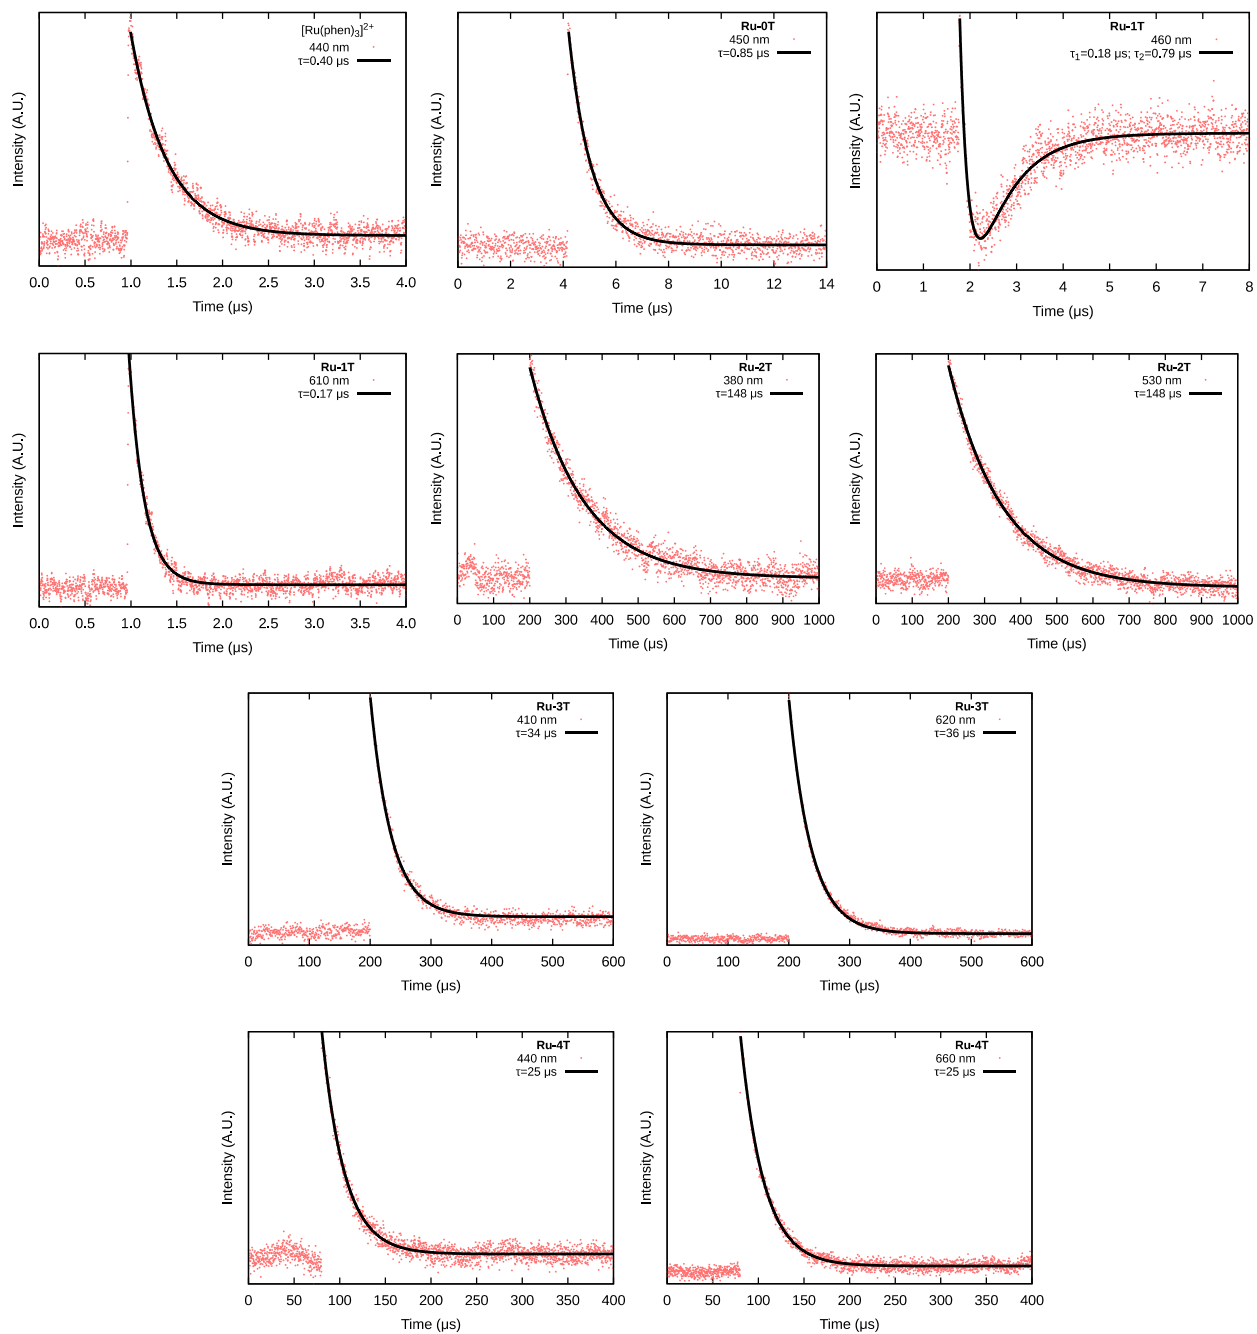 [Ru(phen)₃]²⁺
440 nm
τ=0.40 μs
Intensity (A.U.)
0.0 0.5 1.0 1.5 2.0 2.5 3.0 3.5 4.0
Time (μs)
Ru-0T
450 nm
τ=0.85 μs
Intensity (A.U.)
0 2 4 6 8 10 12 14
Time (μs)
Ru-1T
460 nm
τ₁=0.18 μs; τ₂=0.79 μs
Intensity (A.U.)
0 1 2 3 4 5 6 7 8
Time (μs)
Ru-1T
610 nm
τ=0.17 μs
Intensity (A.U.)
0.0 0.5 1.0 1.5 2.0 2.5 3.0 3.5 4.0
Time (μs)
Ru-2T
380 nm
τ=148 μs
Intensity (A.U.)
0 100 200 300 400 500 600 700 800 900 1000
Time (μs)
Ru-2T
530 nm
τ=148 μs
Intensity (A.U.)
0 100 200 300 400 500 600 700 800 900 1000
Time (μs)
Ru-3T
410 nm
τ=34 μs
Intensity (A.U.)
0 100 200 300 400 500 600
Time (μs)
Ru-3T
620 nm
τ=36 μs
Intensity (A.U.)
0 100 200 300 400 500 600
Time (μs)
Ru-4T
440 nm
τ=25 μs
Intensity (A.U.)
0 50 100 150 200 250 300 350 400
Time (μs)
Ru-4T
660 nm
τ=25 μs
Intensity (A.U.)
0 50 100 150 200 250 300 350 400
Time (μs)